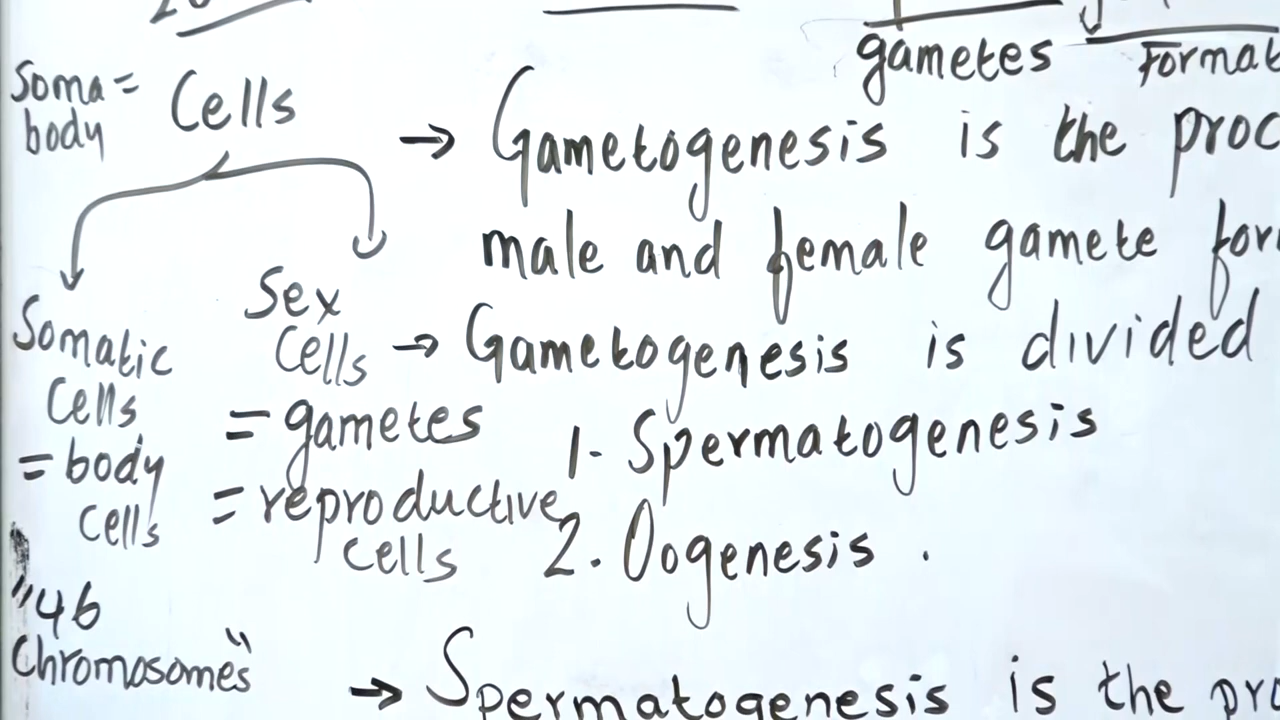 gametes Format
Soma =
body
Cells
Somatic
Cells
= body
Cells
"46
Chromosomes"
Sex
Cells
= gametes
= reproductive
Cells
→ Gametogenesis is the proc
male and female gamete for
→ Gametogenesis is divided
1. Spermatogenesis
2. Oogenesis .
→ Spermatogenesis is the pro